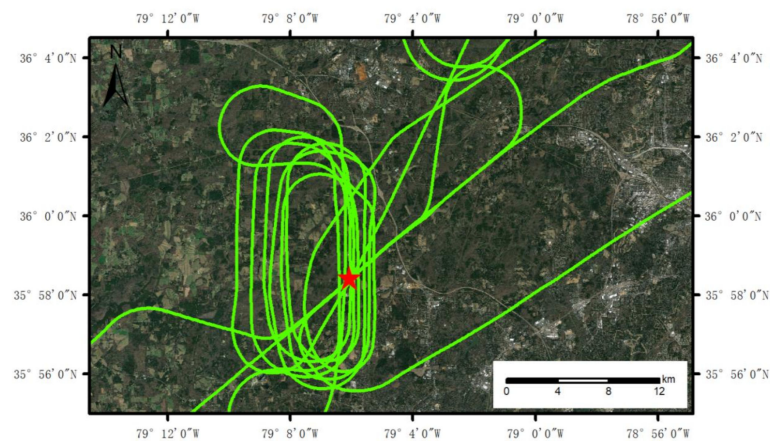 79° 12′0″W 79° 8′0″W 79° 4′0″W 79° 0′0″W 78° 56′0″W
N
36° 4′0″N 36° 4′0″N
36° 2′0″N 36° 2′0″N
36° 0′0″N 36° 0′0″N
35° 58′0″N 35° 58′0″N
35° 56′0″N 35° 56′0″N
km
0 4 8 12
79° 12′0″W 79° 8′0″W 79° 4′0″W 79° 0′0″W 78° 56′0″W